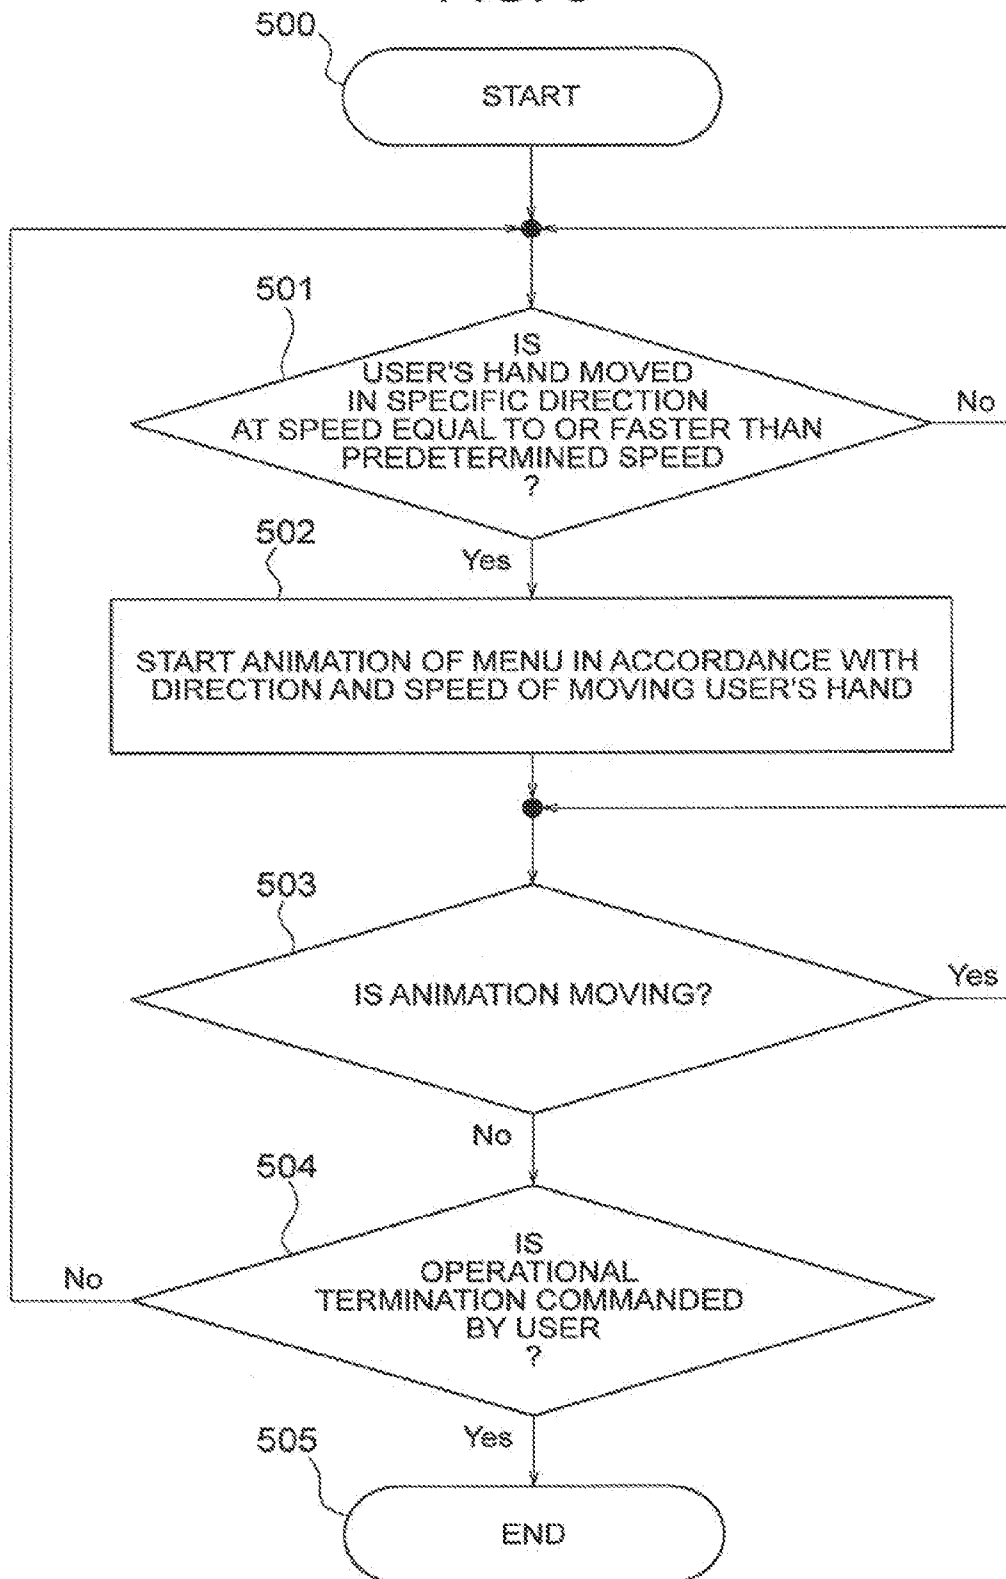 500
START
501
IS
USER'S HAND MOVED
IN SPECIFIC DIRECTION
AT SPEED EQUAL TO OR FASTER THAN
PREDETERMINED SPEED
?
No
502
Yes
START ANIMATION OF MENU IN ACCORDANCE WITH
DIRECTION AND SPEED OF MOVING USER'S HAND
503
IS ANIMATION MOVING?
Yes
No
504
IS
OPERATIONAL
TERMINATION COMMANDED
BY USER
?
No
Yes
505
END